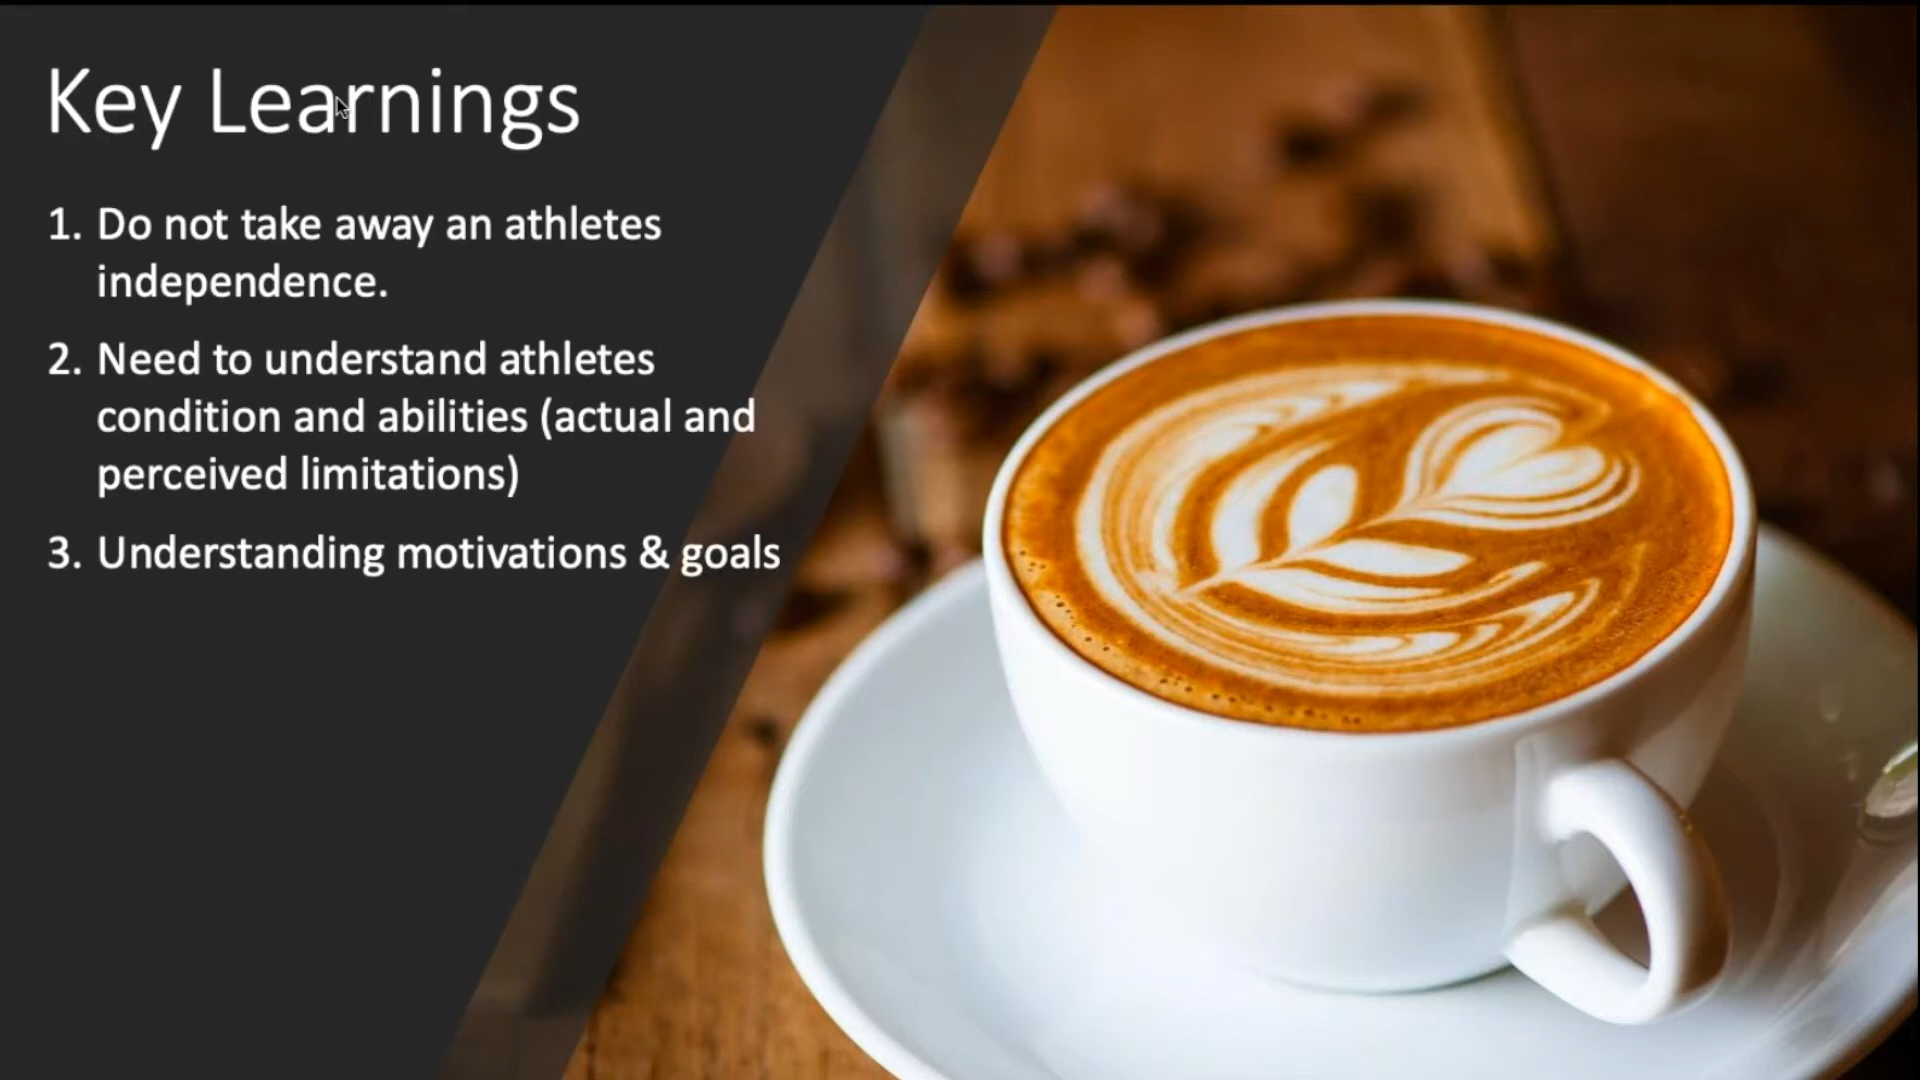 Key Learnings
1. Do not take away an athletes
independence.
2. Need to understand athletes
condition and abilities (actual and
perceived limitations)
3. Understanding motivations & goals